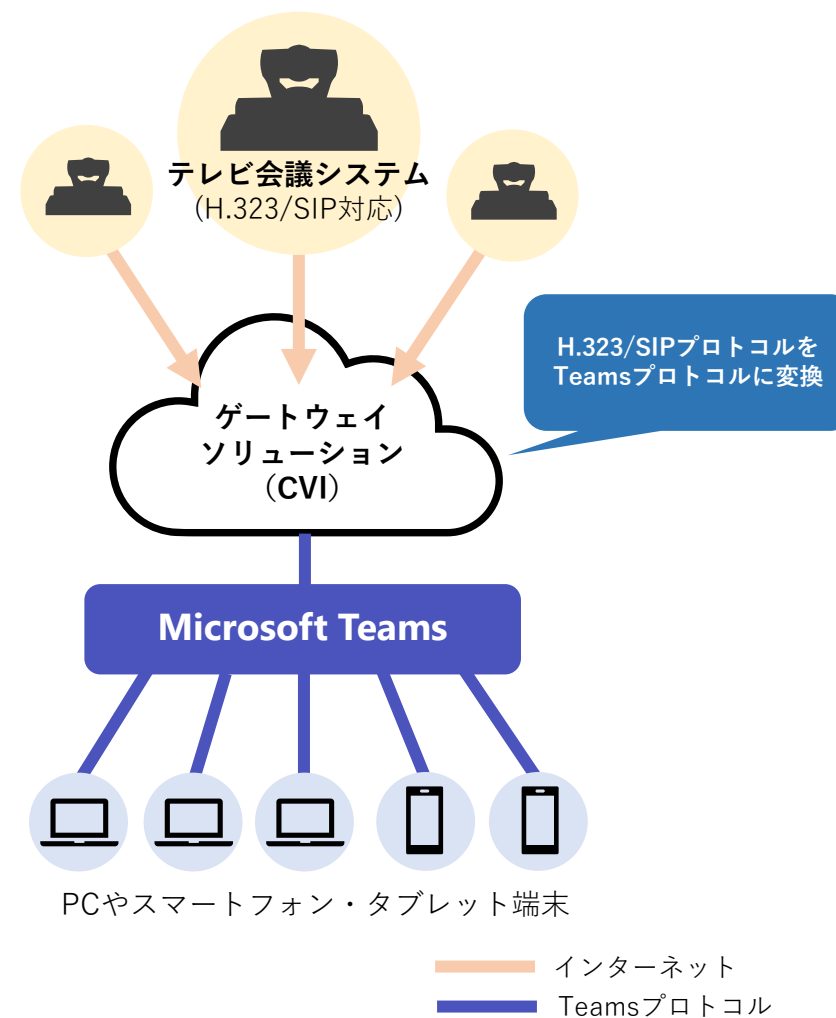 テレビ会議システム
(H.323/SIP対応)
H.323/SIPプロトコルを
Teamsプロトコルに変換
ゲートウェイ
ソリューション
（CVI）
Microsoft Teams
PCやスマートフォン・タブレット端末
インターネット
Teamsプロトコル